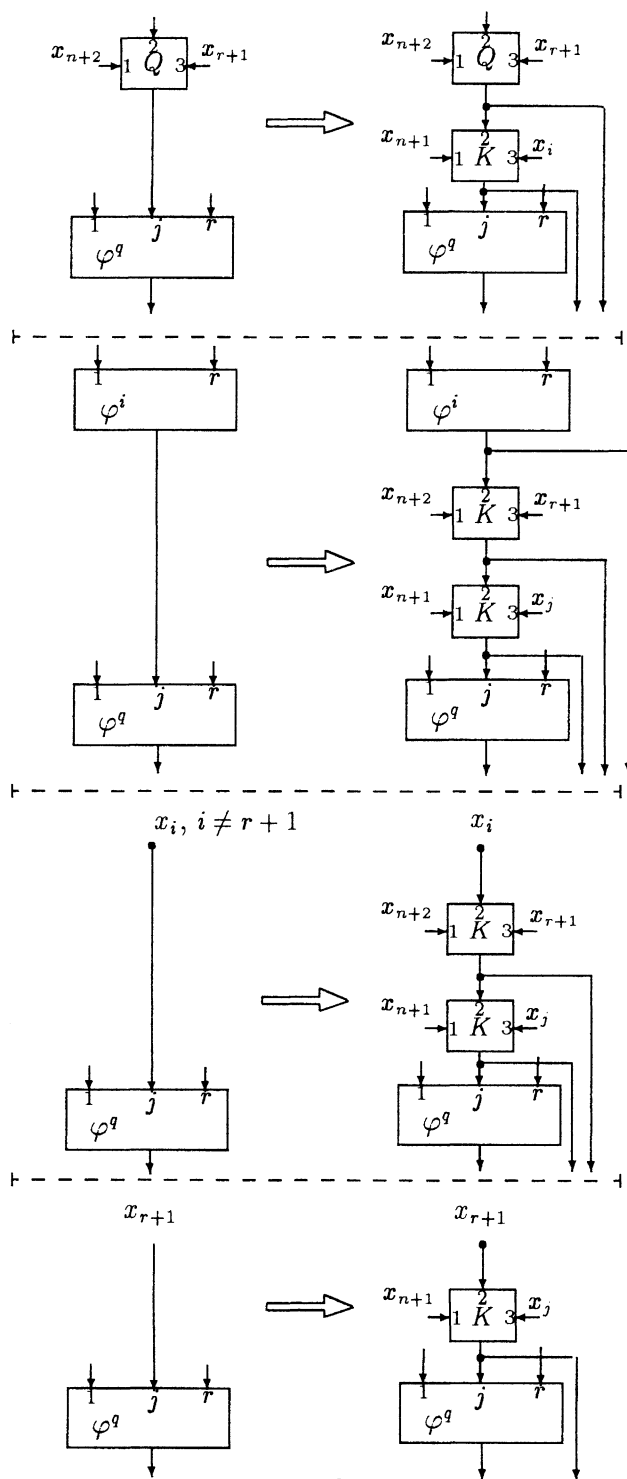 x_{n+2} 1 2 Q 3 x_{r+1}
1 j r
φ^q
x_{n+2} 1 2 Q 3 x_{r+1}
x_{n+1} 1 2 K 3 x_i
1 j r
φ^q
1 r
φ^i
1 j r
φ^q
1 r
φ^i
x_{n+2} 1 2 K 3 x_{r+1}
x_{n+1} 1 2 K 3 x_j
1 j r
φ^q
x_i, i ≠ r + 1
1 j r
φ^q
x_i
x_{n+2} 1 2 K 3 x_{r+1}
x_{n+1} 1 2 K 3 x_j
1 j r
φ^q
x_{r+1}
1 j r
φ^q
x_{r+1}
x_{n+1} 1 2 K 3 x_j
1 j r
φ^q